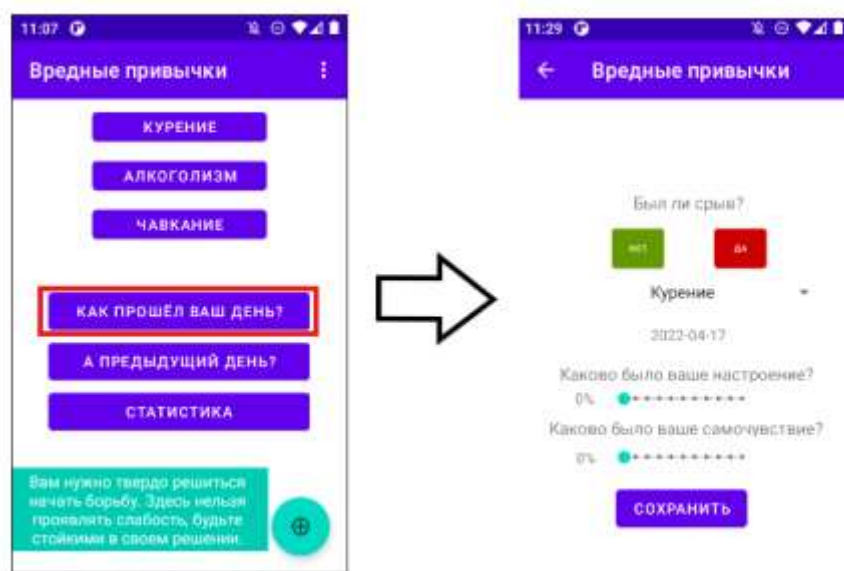 11:07
Вредные привычки
КУРЕНИЕ
АЛКОГОЛИЗМ
ЧАВКАНИЕ
КАК ПРОШЁЛ ВАШ ДЕНЬ?
А ПРЕДЫДУЩИЙ ДЕНЬ?
СТАТИСТИКА
Вам нужно твердо решиться
начать борьбу. Здесь нельзя
проявлять слабость, будьте
стойкими в своем решении.
11:29
Вредные привычки
Был ли срыв?
НЕТ
ДА
Курение
2022-04-17
Каково было ваше настроение?
0%
Каково было ваше самочувствие?
0%
СОХРАНИТЬ